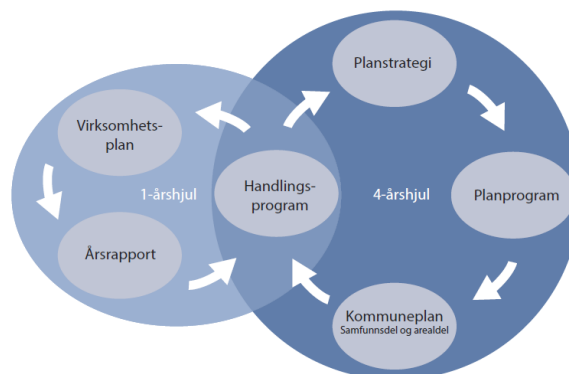 Planstrategi
Virksomhets-
plan
1-årshjul
Handlings-
program
4-årshjul
Planprogram
Årsrapport
Kommuneplan
Samfunnsdel og arealdel